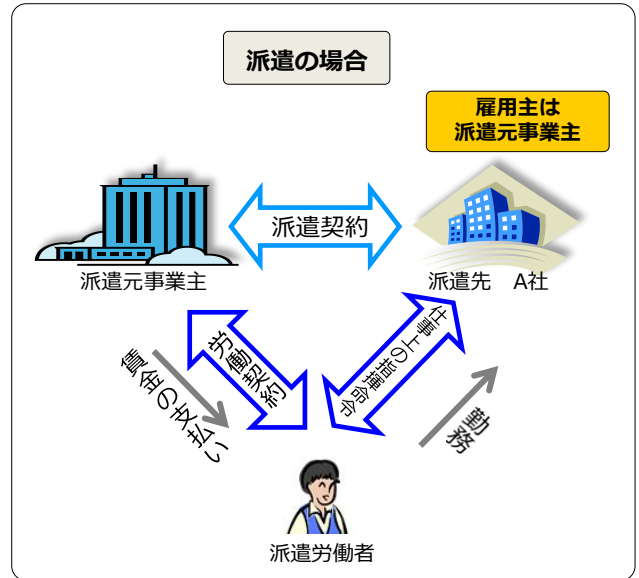 派遣の場合
雇用主は
派遣元事業主
派遣契約
派遣元事業主
派遣先　A社
賃金の支払い
労働契約
仕事上の指揮命令
勤務
派遣労働者